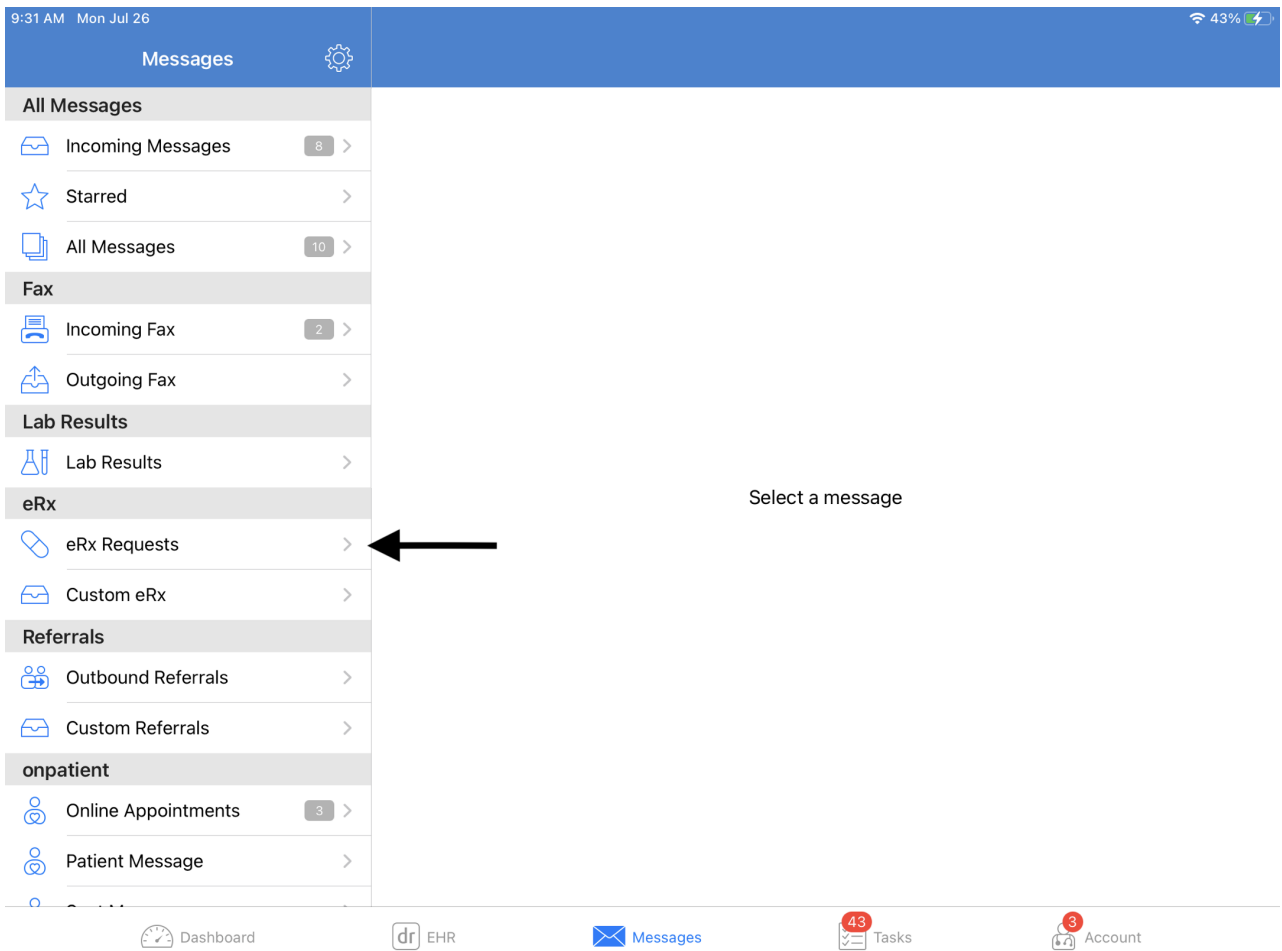 9:31 AM Mon Jul 26
43%
Messages
All Messages
Incoming Messages 8
Starred
All Messages 10
Fax
Incoming Fax 2
Outgoing Fax
Lab Results
Lab Results
eRx
eRx Requests
Custom eRx
Referrals
Outbound Referrals
Custom Referrals
onpatient
Online Appointments 3
Patient Message
Select a message
Dashboard
dr EHR
Messages
43 Tasks
3 Account